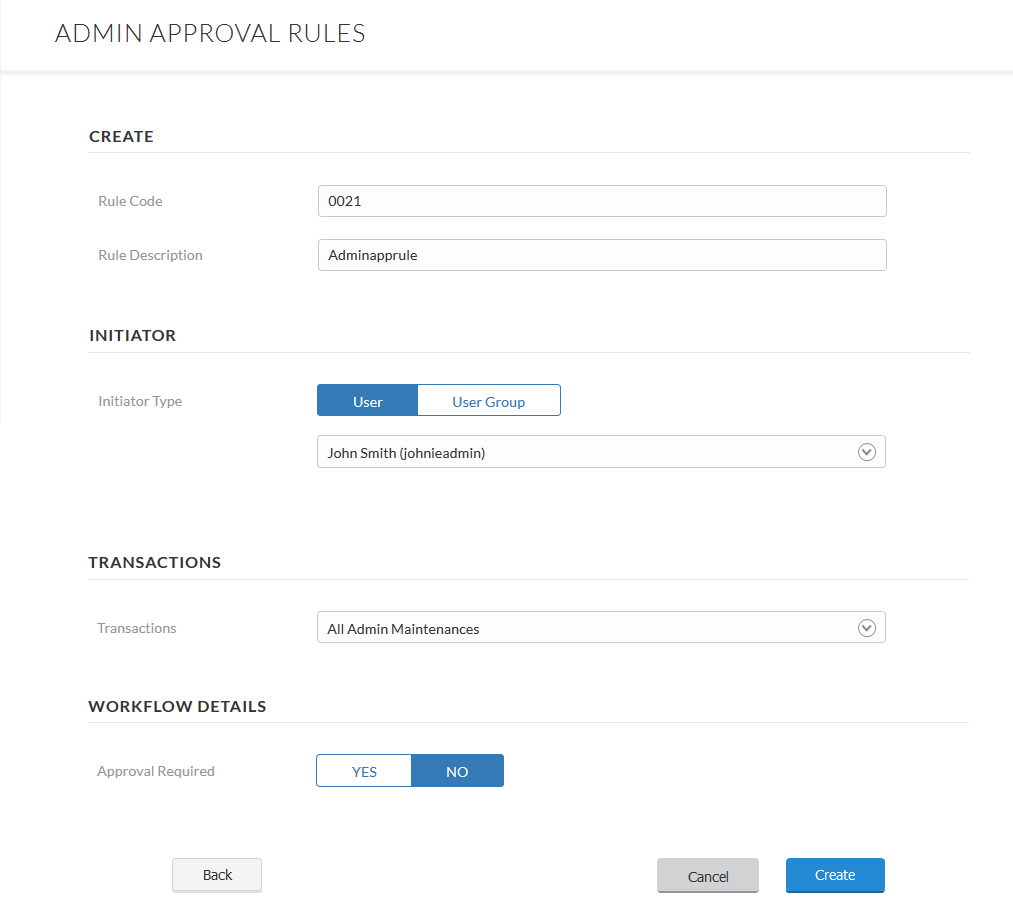 ADMIN APPROVAL RULES
CREATE
Rule Code 0021
Rule Description Adminapprule
INITIATOR
Initiator Type User User Group
John Smith (johnieadmin)
TRANSACTIONS
Transactions All Admin Maintenances
WORKFLOW DETAILS
Approval Required YES NO
Back Cancel Create